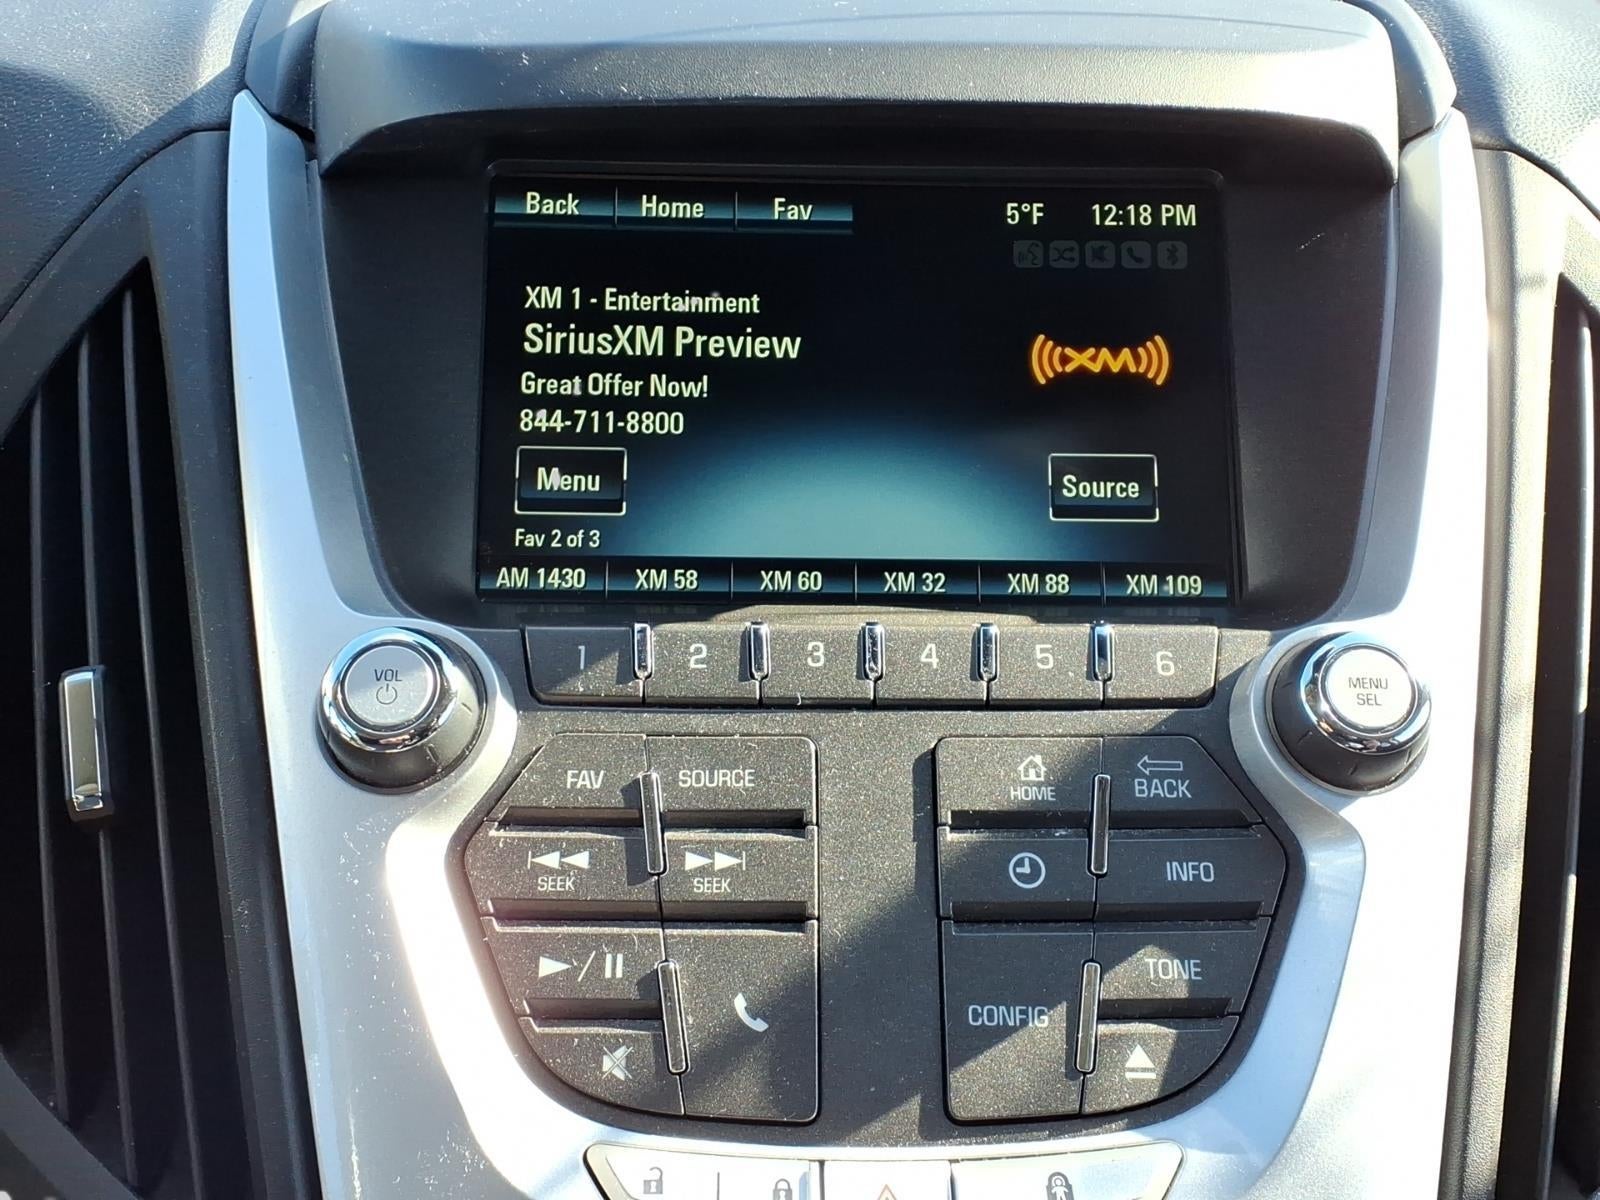 Back Home Fav 5°F 12:18 PM
XM 1 - Entertainment
SiriusXM Preview
XM
Great Offer Now!
844-711-8800
Menu Source
Fav 2 of 3
AM 1430 XM 58 XM 60 XM 32 XM 88 XM 109
1 2 3 4 5 6
VOL
MENU
SEL
FAV SOURCE
HOME BACK
SEEK SEEK
INFO
TONE
CONFIG